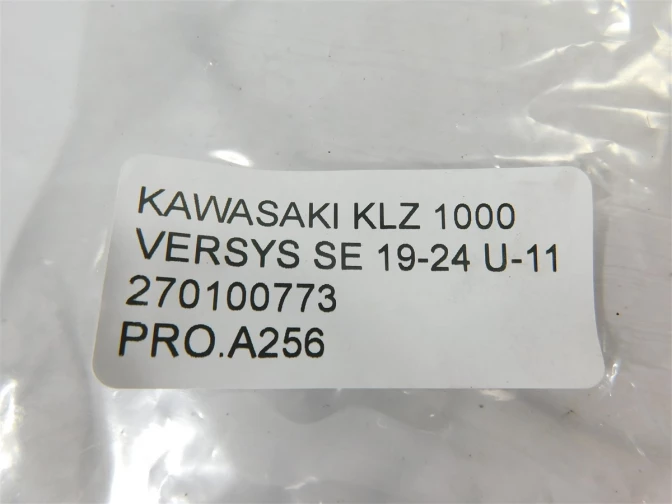 KAWASAKI KLZ 1000
VERSYS SE 19-24 U-11
270100773
PRO.A256